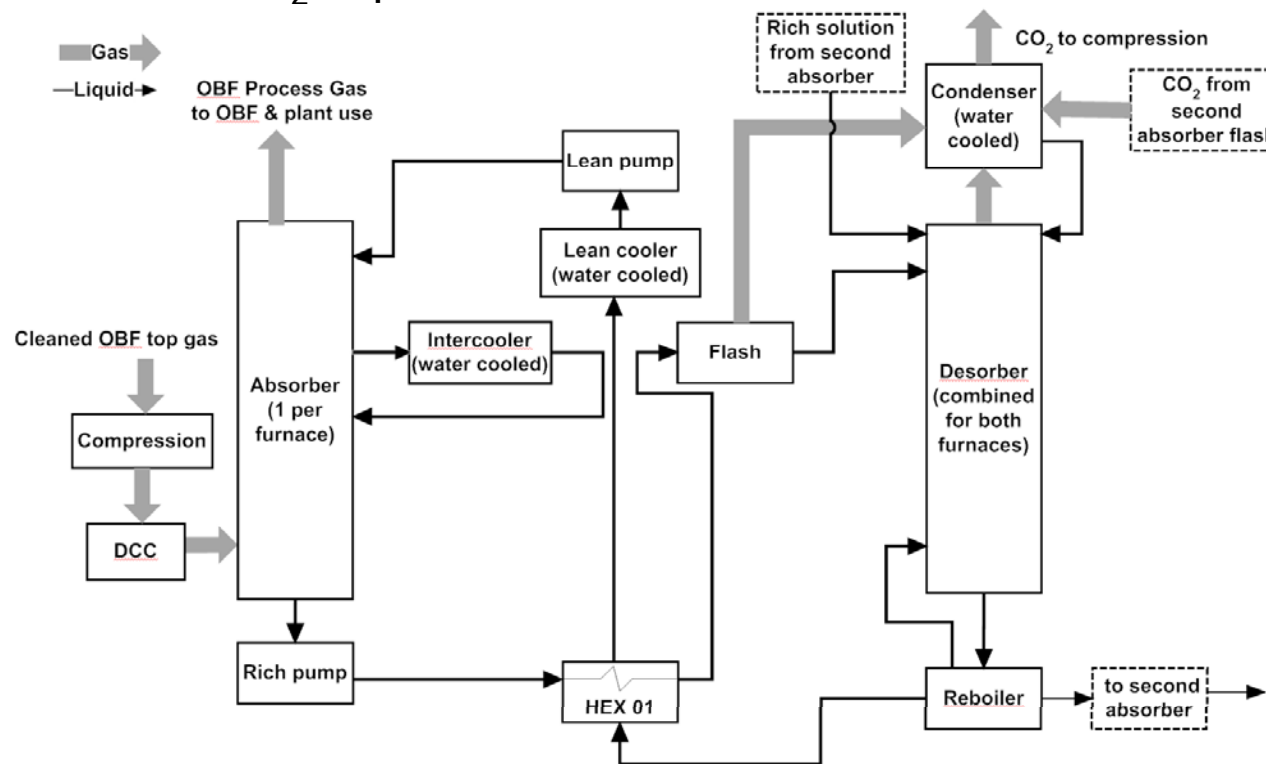 2
Gas
Liquid
OBF Process Gas
to OBF & plant use
Rich solution
from second
absorber
CO2 to compression
Condenser
(water
cooled)
CO2 from
second
absorber flash
Lean pump
Lean cooler
(water cooled)
Cleaned OBF top gas
Compression
DCC
Absorber
(1 per
furnace)
Intercooler
(water cooled)
Flash
Desorber
(combined
for both
furnaces)
Rich pump
HEX 01
Reboiler
to second
absorber